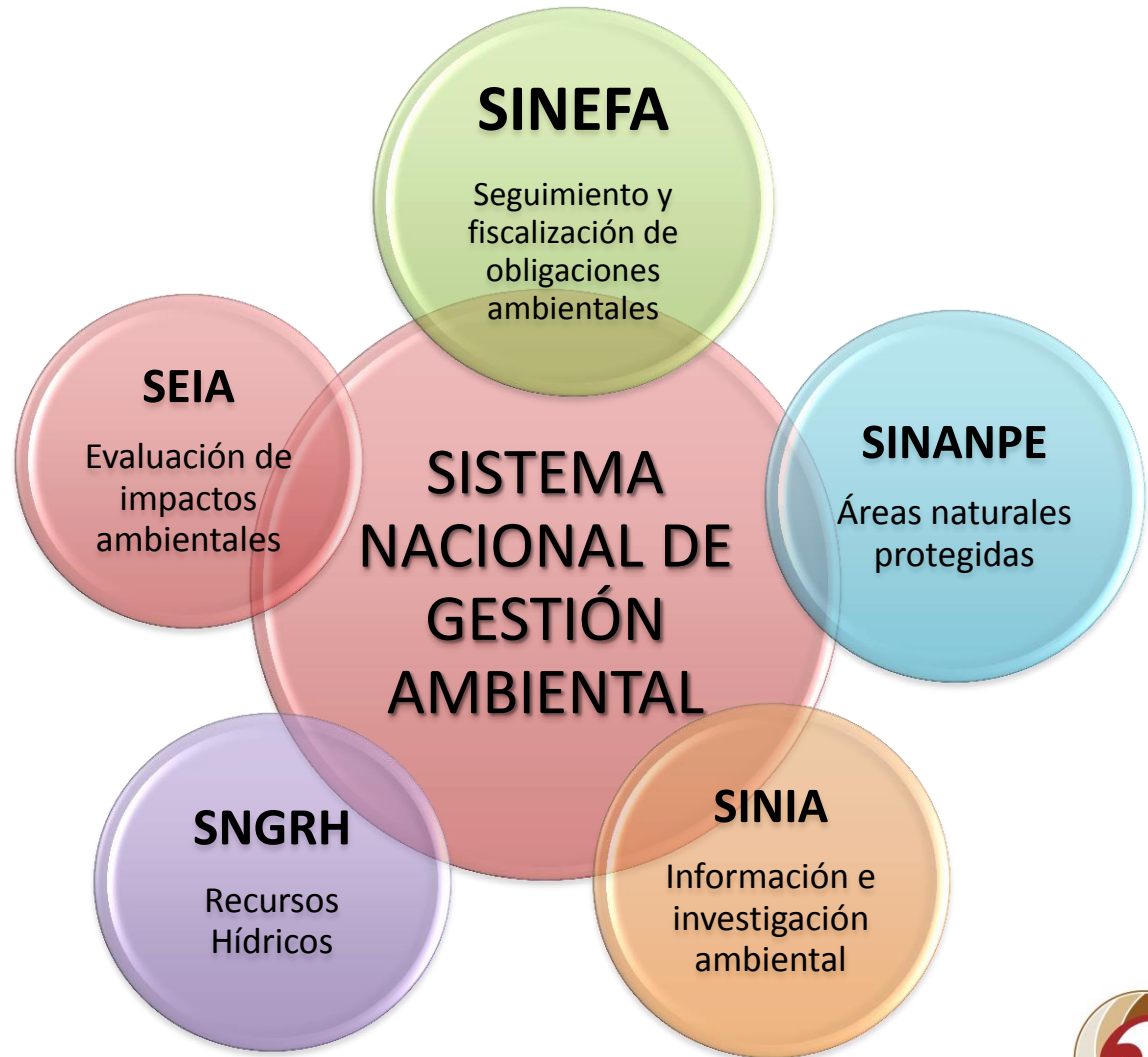 SINEFA
Seguimiento y
fiscalización de
obligaciones
ambientales
SEIA
Evaluación de
impactos
ambientales
SISTEMA
NACIONAL DE
GESTIÓN
AMBIENTAL
SINANPE
Áreas naturales
protegidas
SNGRH
Recursos
Hídricos
SINIA
Información e
investigación
ambiental